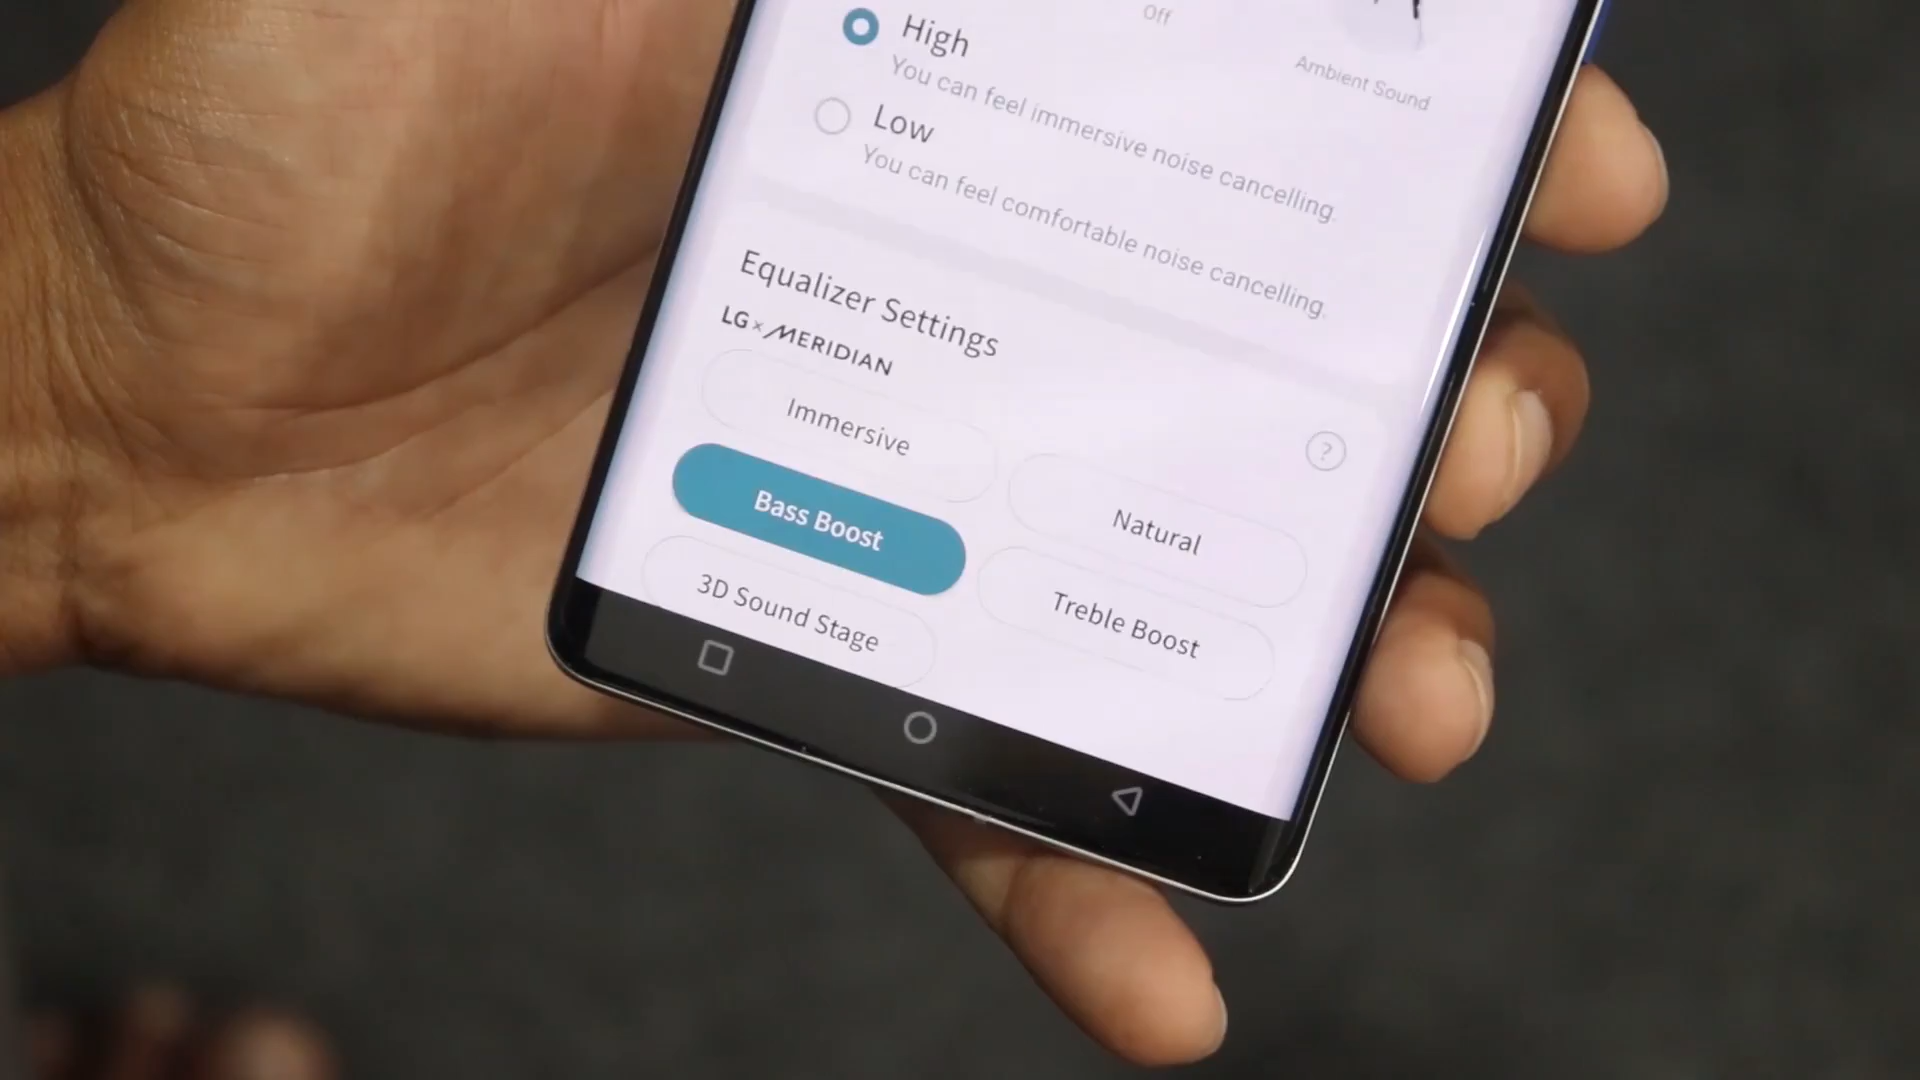 Off
Ambient Sound
High
You can feel immersive noise cancelling.
Low
You can feel comfortable noise cancelling.
Equalizer Settings
LG × MERIDIAN
?
Immersive
Natural
Bass Boost
Treble Boost
3D Sound Stage